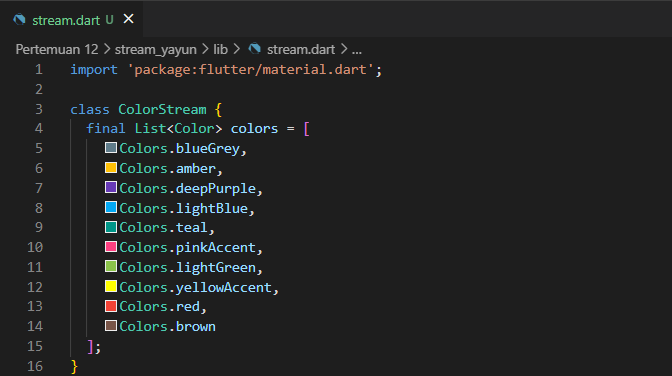 stream.dart U
Pertemuan 12 > stream_yayun > lib > stream.dart > ...
1 import 'package:flutter/material.dart';
2
3 class ColorStream {
4 final List<Color> colors = [
5 Colors.blueGrey,
6 Colors.amber,
7 Colors.deepPurple,
8 Colors.lightBlue,
9 Colors.teal,
10 Colors.pinkAccent,
11 Colors.lightGreen,
12 Colors.yellowAccent,
13 Colors.red,
14 Colors.brown
15 ];
16 }